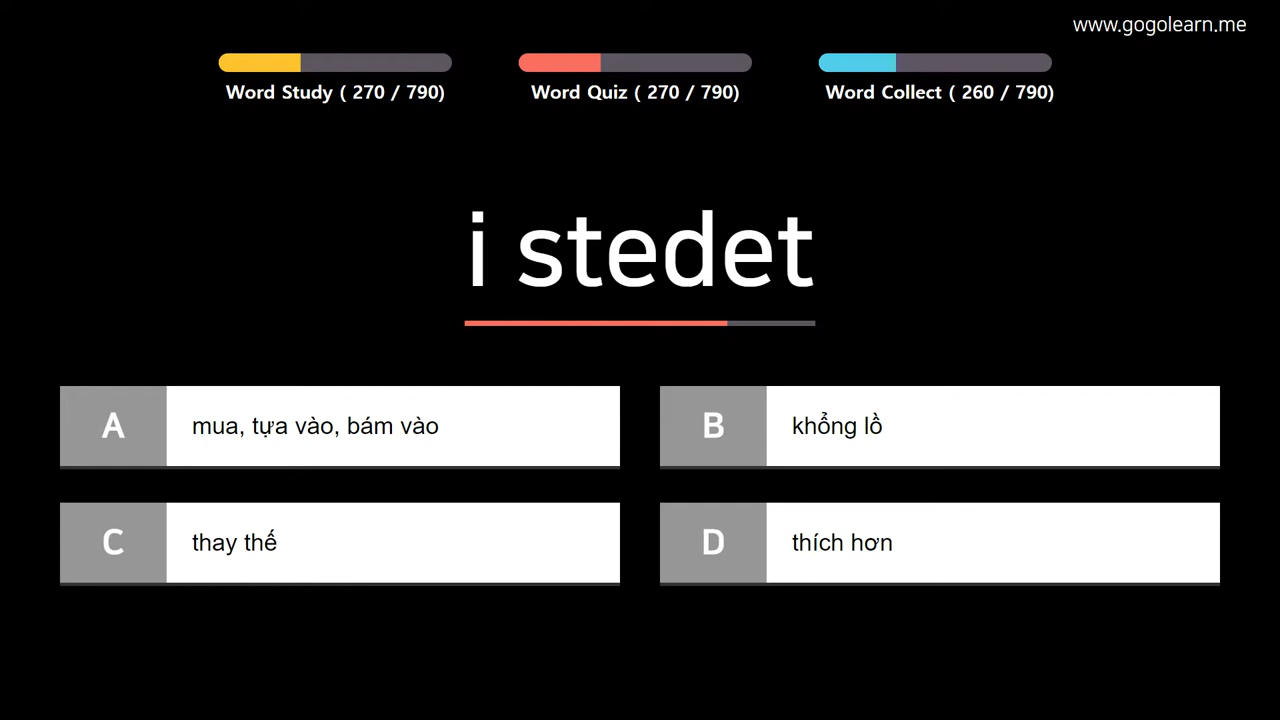 www.gogolearn.me
Word Study ( 270 / 790)
Word Quiz ( 270 / 790)
Word Collect ( 260 / 790)
i stedet
A mua, tựa vào, bám vào
B khổng lồ
C thay thế
D thích hơn